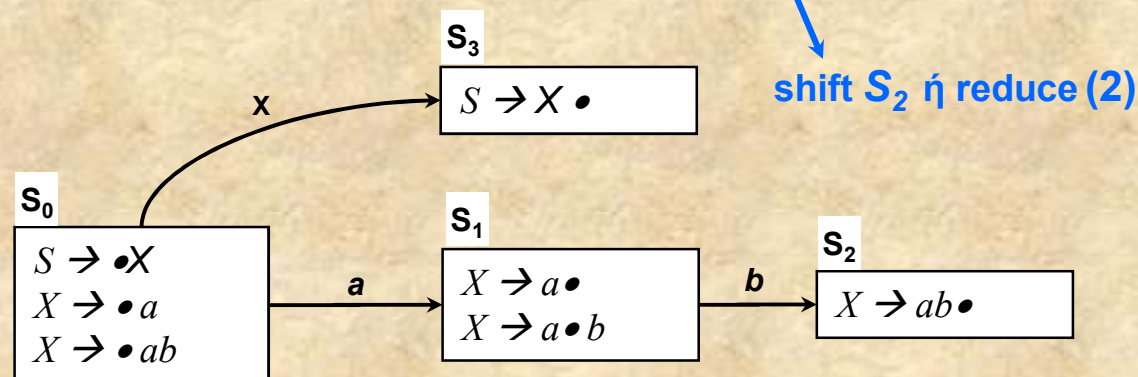 S₃
S → X •
shift S₂ ή reduce (2)
X
S₀
S → •X
X → • a
X → • ab
a
S₁
X → a•
X → a• b
b
S₂
X → ab•